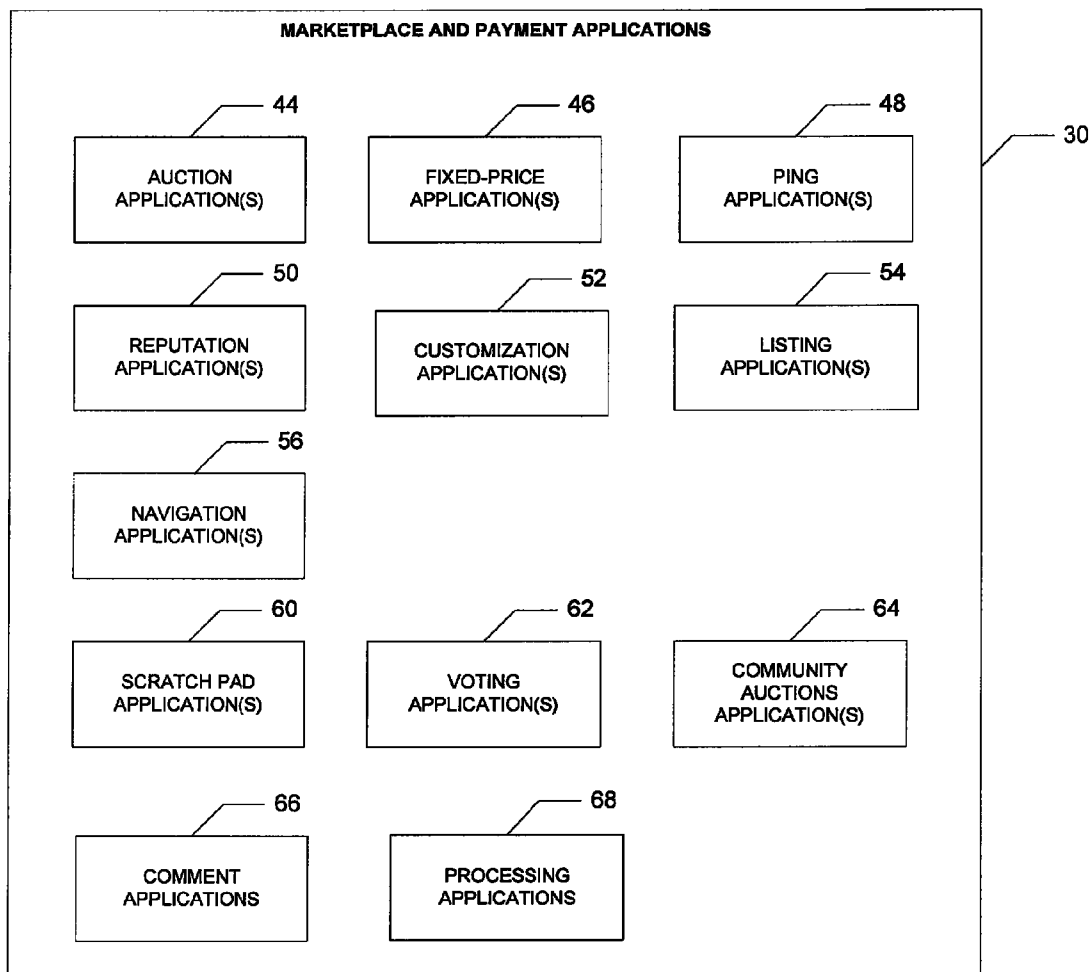 MARKETPLACE AND PAYMENT APPLICATIONS
44
46
48
30
AUCTION
APPLICATION(S)
FIXED-PRICE
APPLICATION(S)
PING
APPLICATION(S)
50
52
54
REPUTATION
APPLICATION(S)
CUSTOMIZATION
APPLICATION(S)
LISTING
APPLICATION(S)
56
NAVIGATION
APPLICATION(S)
60
62
64
SCRATCH PAD
APPLICATION(S)
VOTING
APPLICATION(S)
COMMUNITY
AUCTIONS
APPLICATION(S)
66
68
COMMENT
APPLICATIONS
PROCESSING
APPLICATIONS